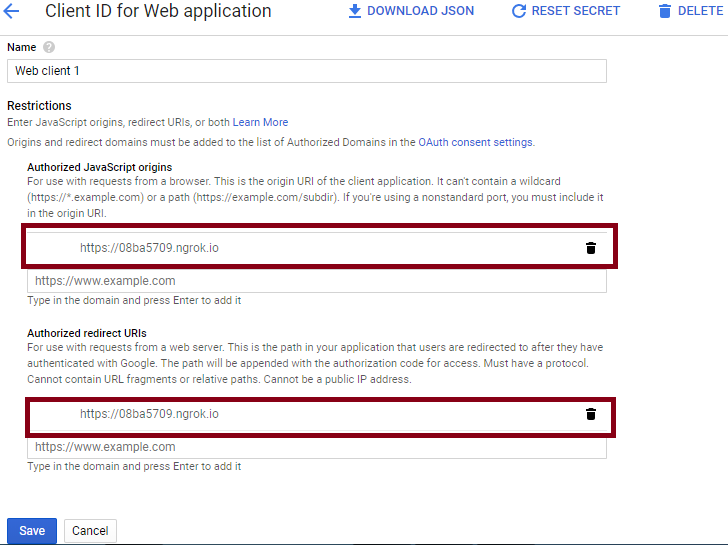 Client ID for Web application DOWNLOAD JSON RESET SECRET DELETE
Name
Web client 1
Restrictions
Enter JavaScript origins, redirect URIs, or both Learn More
Origins and redirect domains must be added to the list of Authorized Domains in the OAuth consent settings.
Authorized JavaScript origins
For use with requests from a browser. This is the origin URI of the client application. It can't contain a wildcard
(https://*.example.com) or a path (https://example.com/subdir). If you're using a nonstandard port, you must include it
in the origin URI.
https://08ba5709.ngrok.io
https://www.example.com
Type in the domain and press Enter to add it
Authorized redirect URIs
For use with requests from a web server. This is the path in your application that users are redirected to after they have
authenticated with Google. The path will be appended with the authorization code for access. Must have a protocol.
Cannot contain URL fragments or relative paths. Cannot be a public IP address.
https://08ba5709.ngrok.io
https://www.example.com
Type in the domain and press Enter to add it
Save Cancel